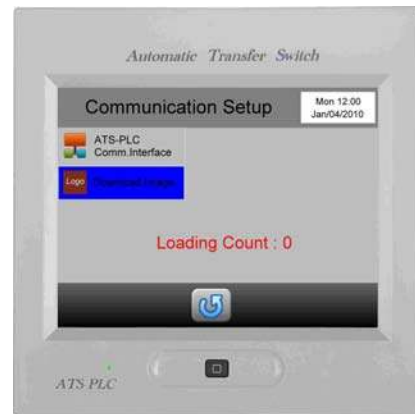 Automatic Transfer Switch
Communication Setup
Mon 12:00
Jan/04/2010
ATS-PLC
Comm.Interface
Logo
Download Image
Loading Count : 0
ATS PLC